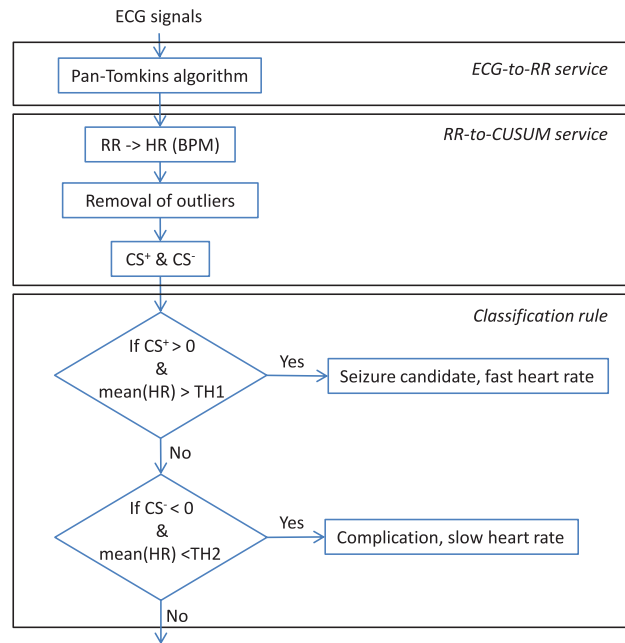 ECG signals
Pan-Tomkins algorithm
ECG-to-RR service
RR-to-CUSUM service
RR -> HR (BPM)
Removal of outliers
CS⁺ & CS⁻
Classification rule
If CS⁺ > 0
&
mean(HR) > TH1
Yes
Seizure candidate, fast heart rate
No
If CS⁻ < 0
&
mean(HR) <TH2
Yes
Complication, slow heart rate
No